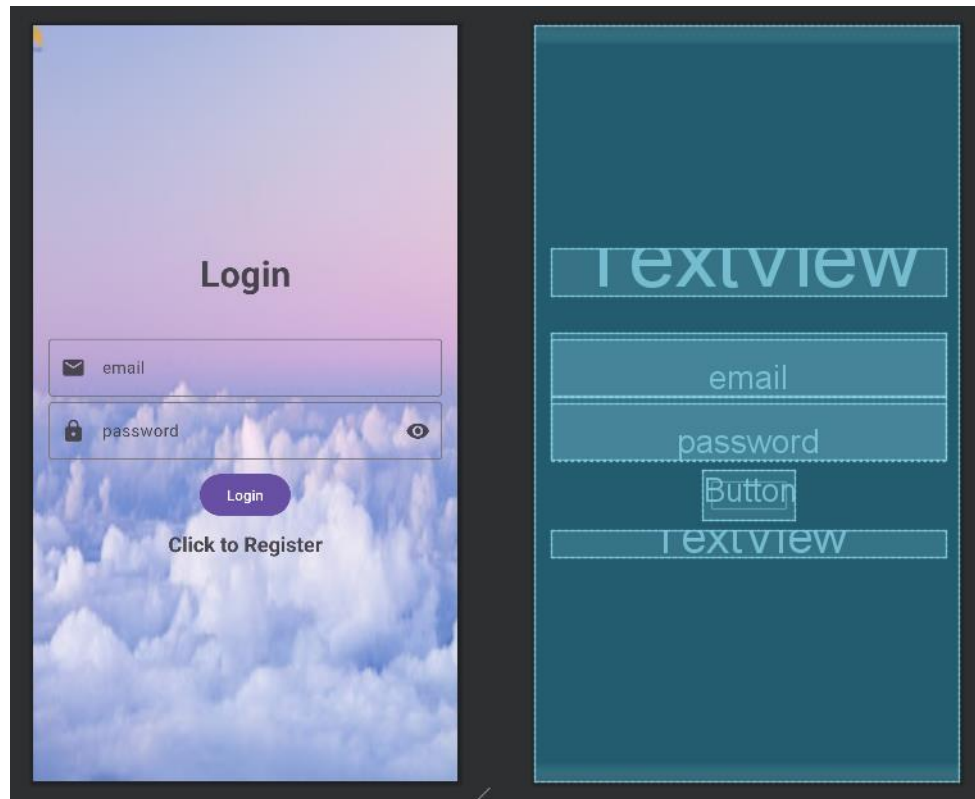 Login
email
password
Login
Click to Register
TextView
email
password
Button
TextView